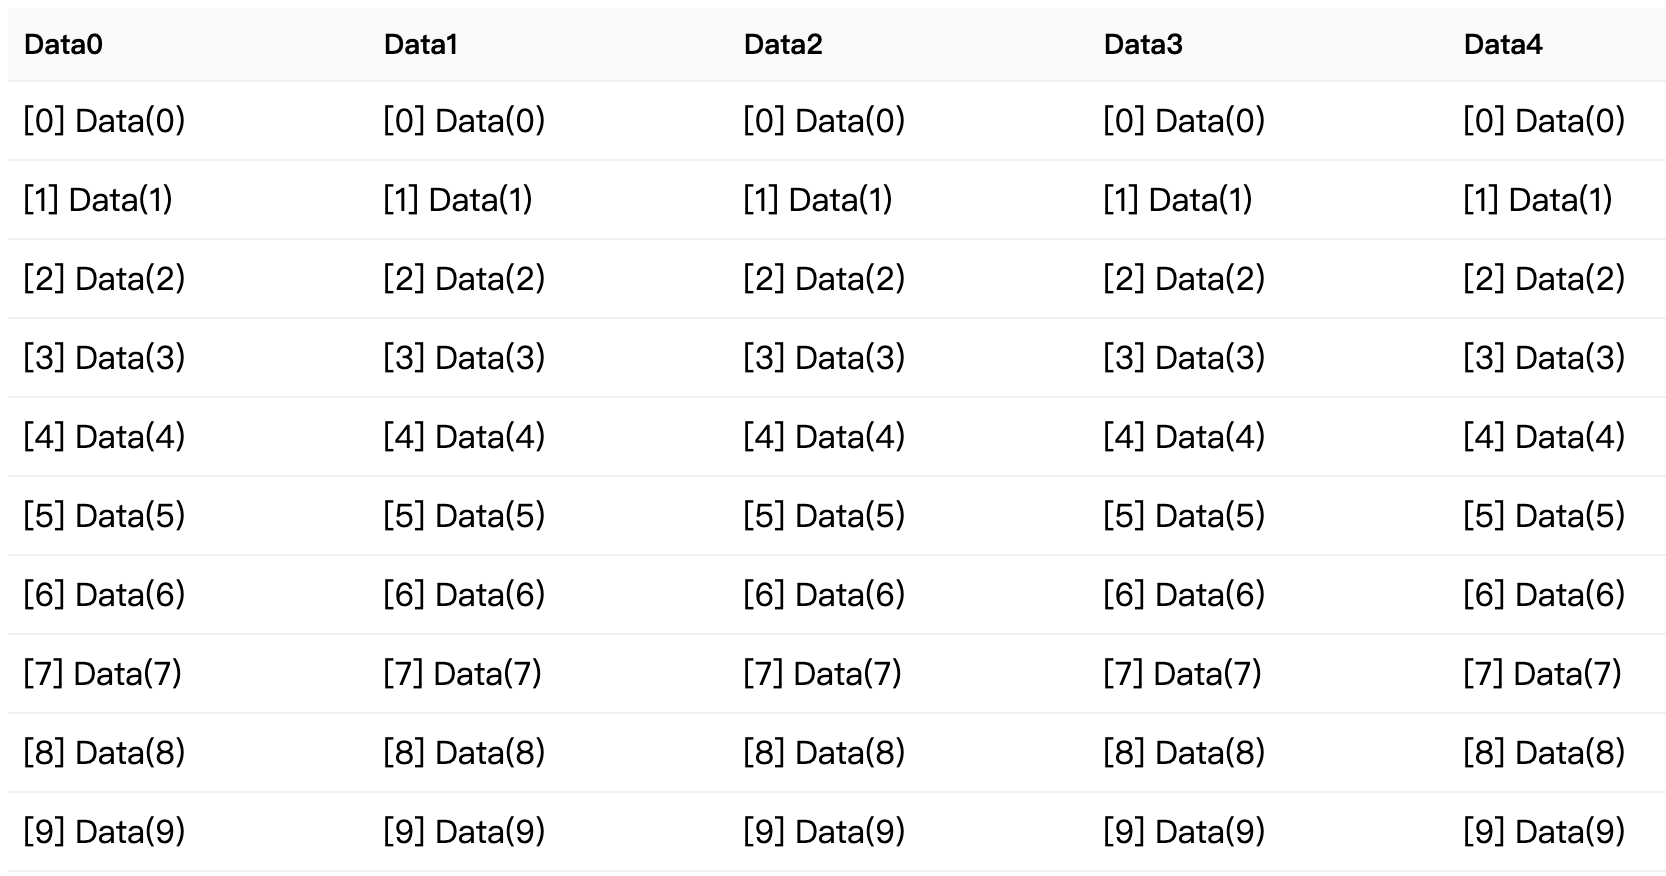 Data0 Data1 Data2 Data3 Data4
[0] Data(0) [0] Data(0) [0] Data(0) [0] Data(0) [0] Data(0)
[1] Data(1) [1] Data(1) [1] Data(1) [1] Data(1) [1] Data(1)
[2] Data(2) [2] Data(2) [2] Data(2) [2] Data(2) [2] Data(2)
[3] Data(3) [3] Data(3) [3] Data(3) [3] Data(3) [3] Data(3)
[4] Data(4) [4] Data(4) [4] Data(4) [4] Data(4) [4] Data(4)
[5] Data(5) [5] Data(5) [5] Data(5) [5] Data(5) [5] Data(5)
[6] Data(6) [6] Data(6) [6] Data(6) [6] Data(6) [6] Data(6)
[7] Data(7) [7] Data(7) [7] Data(7) [7] Data(7) [7] Data(7)
[8] Data(8) [8] Data(8) [8] Data(8) [8] Data(8) [8] Data(8)
[9] Data(9) [9] Data(9) [9] Data(9) [9] Data(9) [9] Data(9)